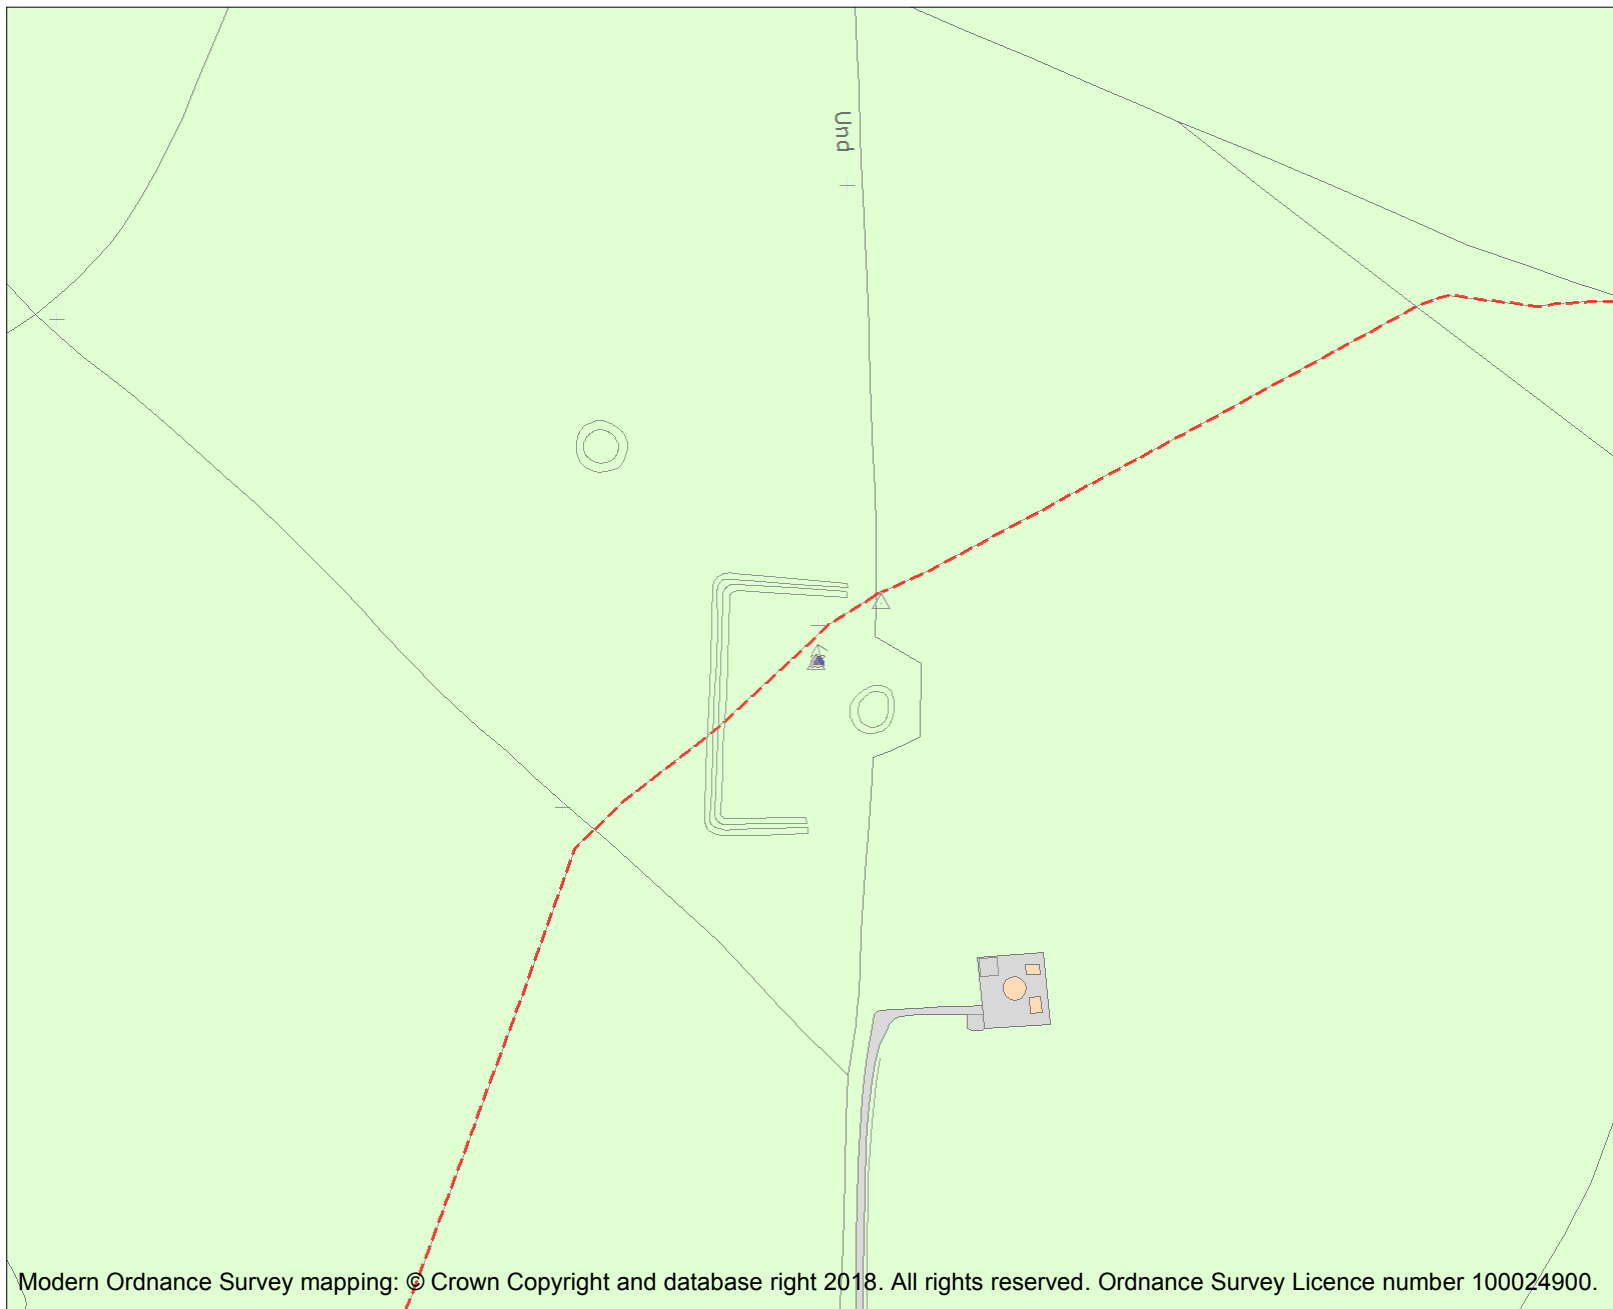 Und
Modern Ordnance Survey mapping: © Crown Copyright and database right 2018. All rights reserved. Ordnance Survey Licence number 100024900.